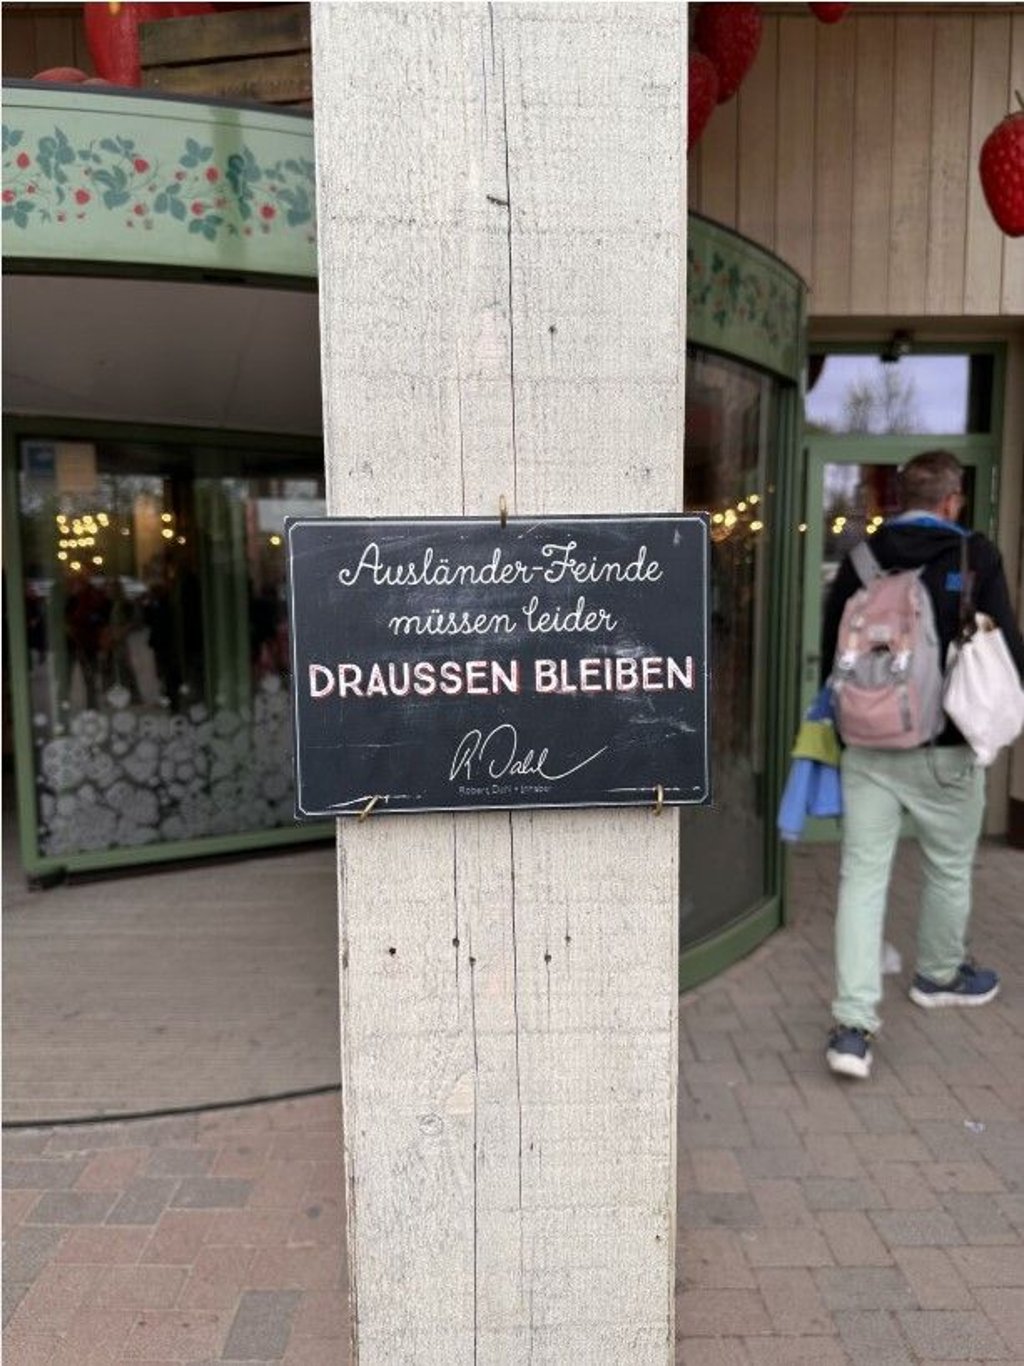 Ausländer-Feinde
müssen leider
DRAUSSEN BLEIBEN
R Dahl
Robert Dahl • Inhaber